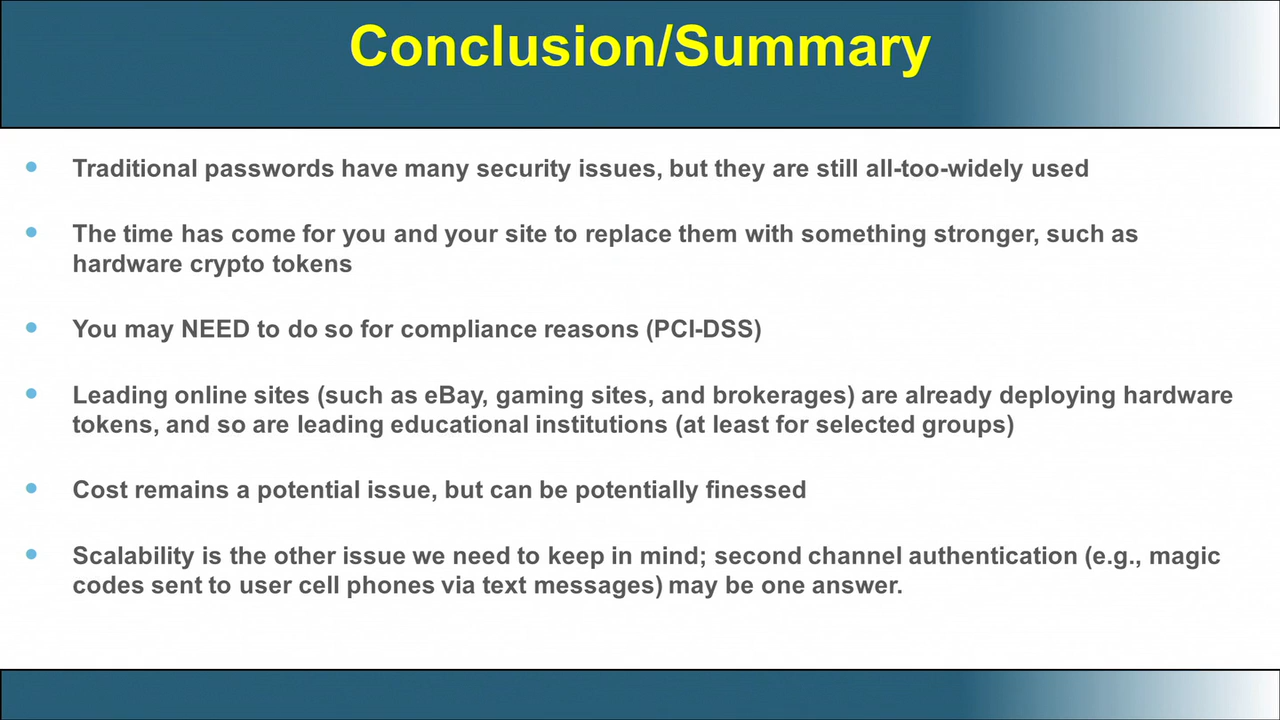 Conclusion/Summary
Traditional passwords have many security issues, but they are still all-too-widely used
The time has come for you and your site to replace them with something stronger, such as
hardware crypto tokens
You may NEED to do so for compliance reasons (PCI-DSS)
Leading online sites (such as eBay, gaming sites, and brokerages) are already deploying hardware
tokens, and so are leading educational institutions (at least for selected groups)
Cost remains a potential issue, but can be potentially finessed
Scalability is the other issue we need to keep in mind; second channel authentication (e.g., magic
codes sent to user cell phones via text messages) may be one answer.